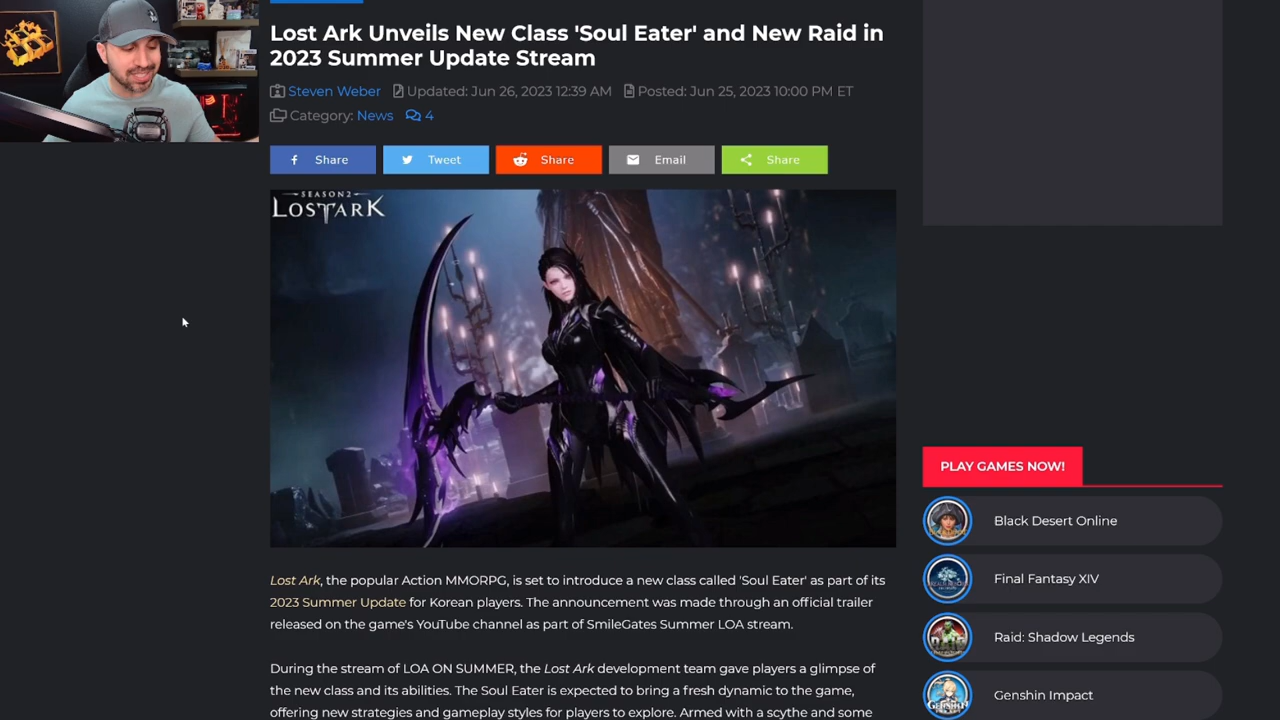 Lost Ark Unveils New Class 'Soul Eater' and New Raid in
2023 Summer Update Stream
Steven Weber Updated: Jun 26, 2023 12:39 AM Posted: Jun 25, 2023 10:00 PM ET
Category: News 4
Share Tweet Share Email Share
SEASON2
LOSTARK
Lost Ark, the popular Action MMORPG, is set to introduce a new class called 'Soul Eater' as part of its
2023 Summer Update for Korean players. The announcement was made through an official trailer
released on the game's YouTube channel as part of SmileGates Summer LOA stream.
During the stream of LOA ON SUMMER, the Lost Ark development team gave players a glimpse of
the new class and its abilities. The Soul Eater is expected to bring a fresh dynamic to the game,
offering new strategies and gameplay styles for players to explore. Armed with a scythe and some
PLAY GAMES NOW!
Black Desert Online
Final Fantasy XIV
Raid: Shadow Legends
Genshin Impact